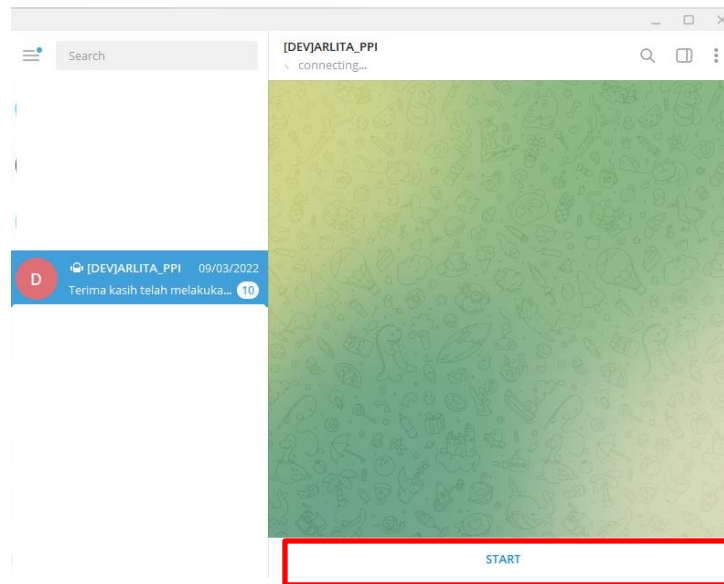 Search
[DEV]ARLITA_PPI
connecting...
D
[DEV]ARLITA_PPI 09/03/2022
Terima kasih telah melakuka... 10
START